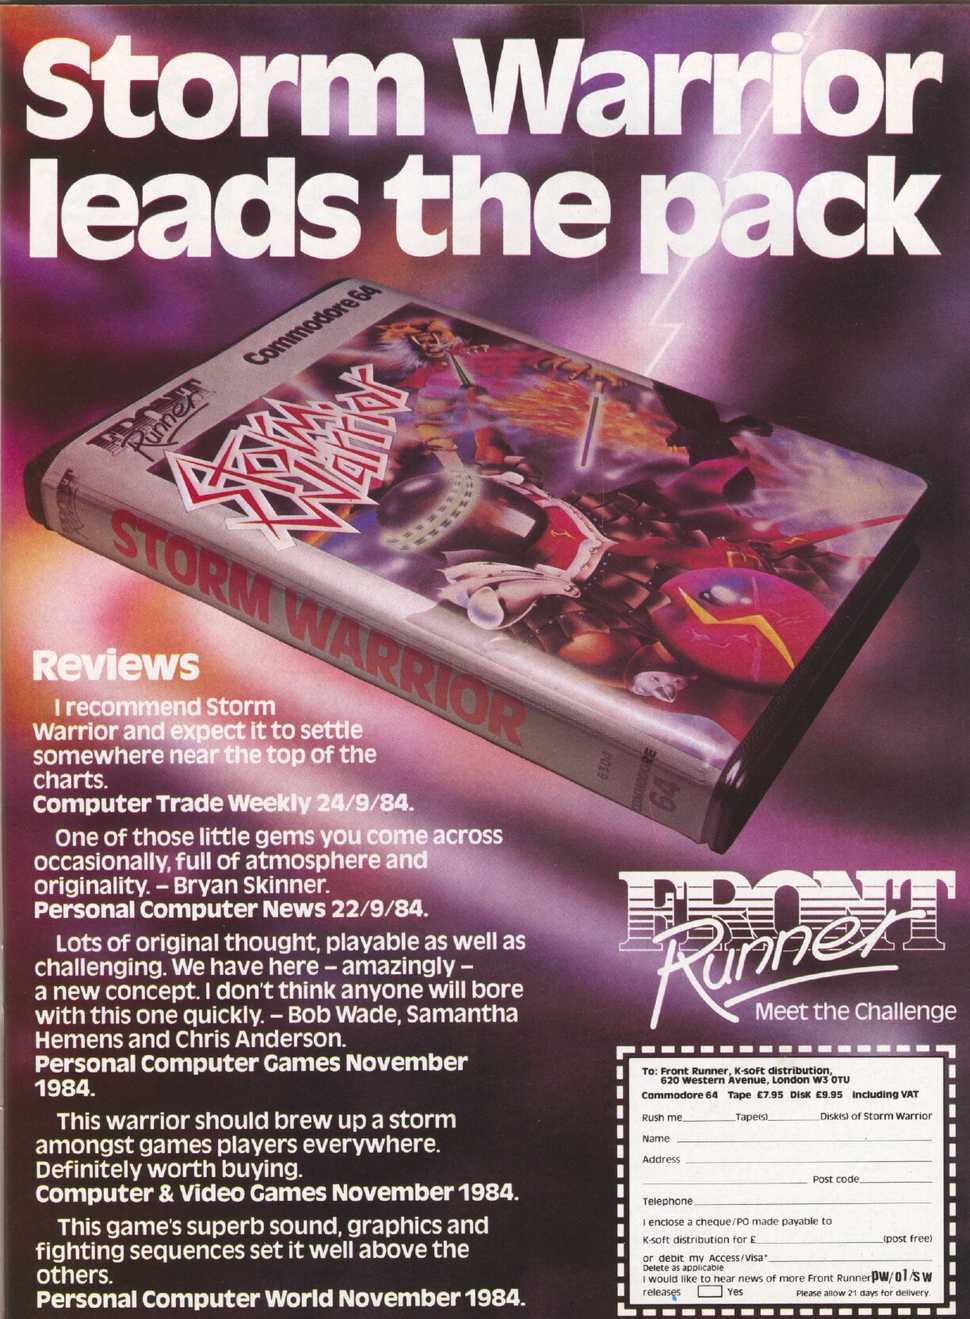 Storm Warrior
leads the pack
Commodore 64
FRONT
Runner
Storm
Warrior
FRONT
STORM WARRIOR
6304
COMMODORE
64
Reviews
I recommend Storm
Warrior and expect it to settle
somewhere near the top of the
charts.
Computer Trade Weekly 24/9/84.
One of those little gems you come across
occasionally, full of atmosphere and
originality. – Bryan Skinner.
Personal Computer News 22/9/84.
Lots of original thought, playable as well as
challenging. We have here – amazingly –
a new concept. I don't think anyone will bore
with this one quickly. – Bob Wade, Samantha
Hemens and Chris Anderson.
Personal Computer Games November
1984.
This warrior should brew up a storm
amongst games players everywhere.
Definitely worth buying.
Computer & Video Games November 1984.
This game's superb sound, graphics and
fighting sequences set it well above the
others.
Personal Computer World November 1984.
FRONT
Runner
Meet the Challenge
To: Front Runner, K-soft distribution,
620 Western Avenue, London W3 0TU
Commodore 64 Tape £7.95 Disk £9.95 including VAT
Rush me Tape(s) Disk(s) of Storm Warrior
Name
Address
Post code
Telephone
I enclose a cheque/PO made payable to
K-soft distribution for £ (post free)
or debit my Access/Visa*
Delete as applicable
I would like to hear news of more Front Runner PW/01/SW
releases Yes Please allow 21 days for delivery.